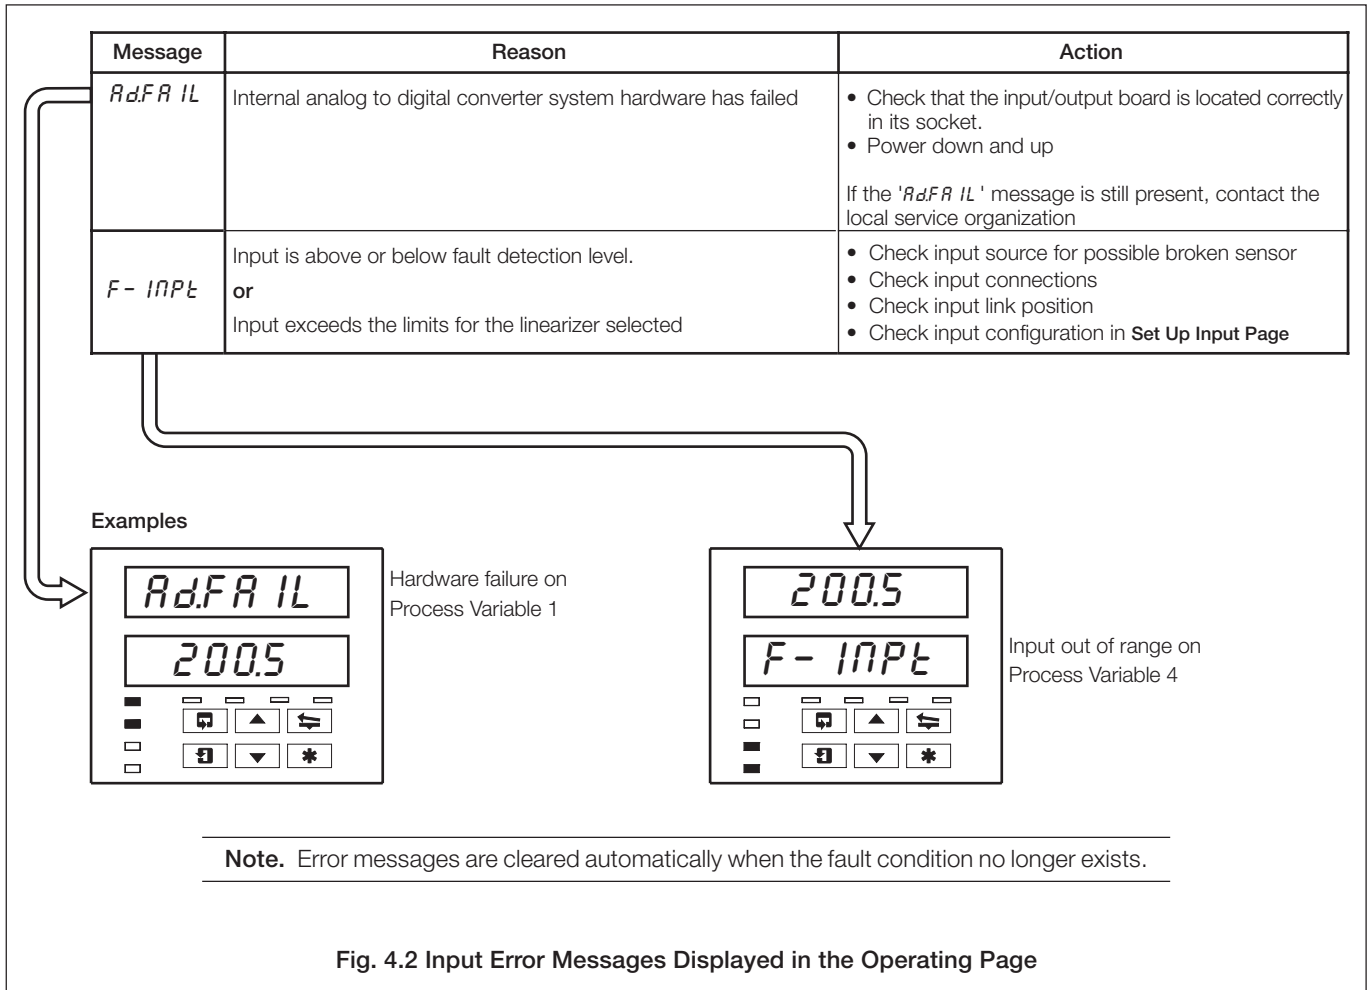 Message Reason Action
Ad.FAIL Internal analog to digital converter system hardware has failed
• Check that the input/output board is located correctly
in its socket.
• Power down and up
If the 'Ad.FAIL' message is still present, contact the
local service organization
F- INPt
Input is above or below fault detection level.
or
Input exceeds the limits for the linearizer selected
• Check input source for possible broken sensor
• Check input connections
• Check input link position
• Check input configuration in Set Up Input Page
Examples
Ad.FAIL
200.5
Hardware failure on
Process Variable 1
200.5
F- INPt
Input out of range on
Process Variable 4
Note. Error messages are cleared automatically when the fault condition no longer exists.
Fig. 4.2 Input Error Messages Displayed in the Operating Page